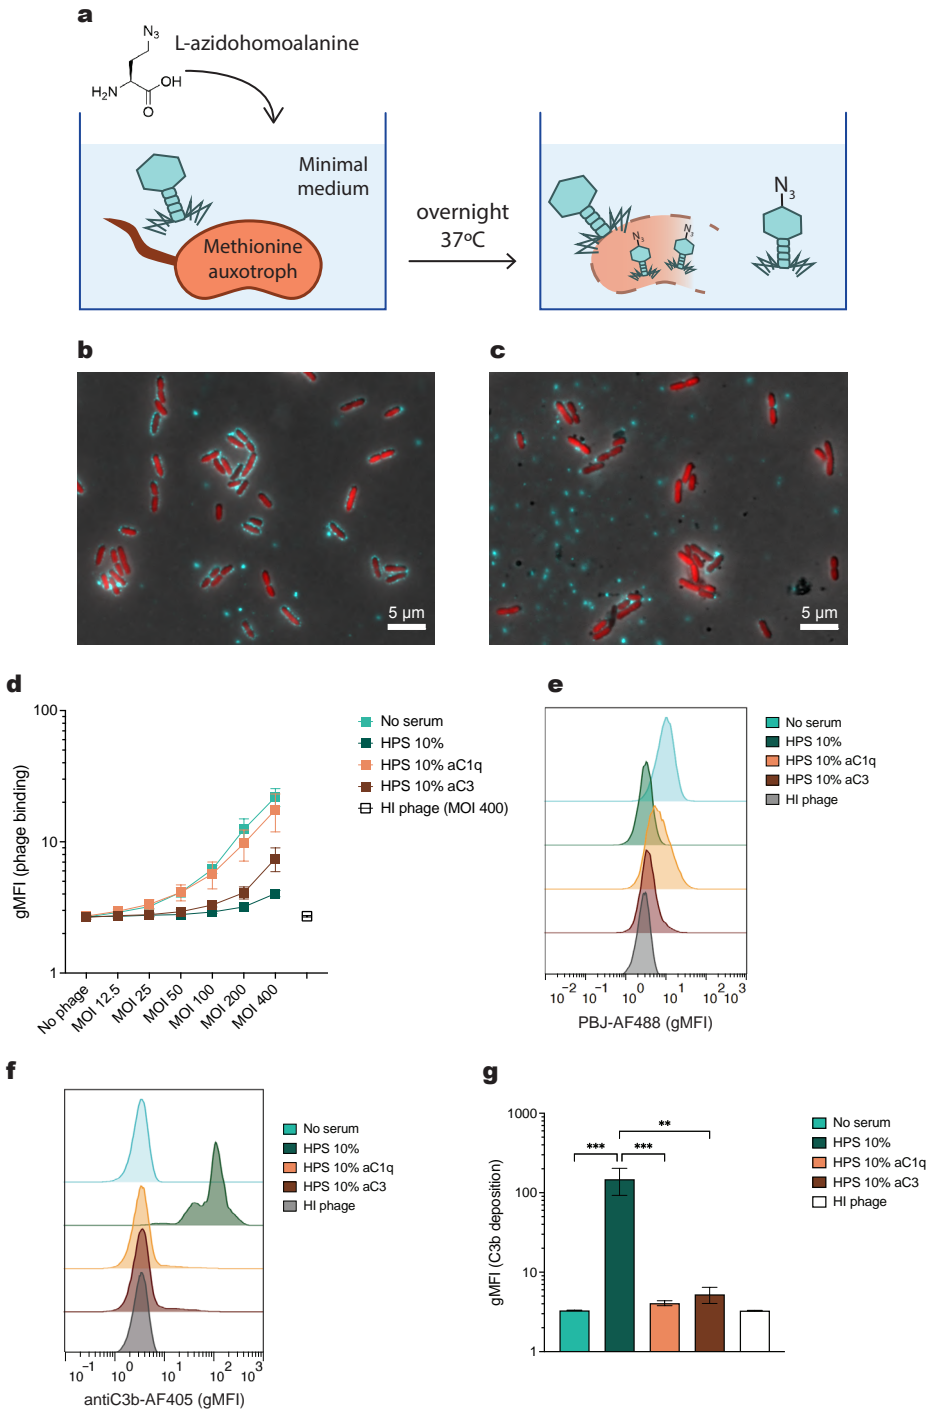 a
N₃
L-azidohomoalanine
H₂N
OH
O
Minimal
medium
Methionine
auxotroph
overnight
37ºC
N₃
N₃
N₃
b
c
5 µm
5 µm
d
100
10
1
gMFI (phage binding)
No phage
MOI 12.5
MOI 25
MOI 50
MOI 100
MOI 200
MOI 400
No serum
HPS 10%
HPS 10% aC1q
HPS 10% aC3
HI phage (MOI 400)
e
No serum
HPS 10%
HPS 10% aC1q
HPS 10% aC3
HI phage
10⁻² 10⁻¹ 10⁰ 10¹ 10² 10³
PBJ-AF488 (gMFI)
f
No serum
HPS 10%
HPS 10% aC1q
HPS 10% aC3
HI phage
10⁻¹ 10⁰ 10¹ 10² 10³
antiC3b-AF405 (gMFI)
g
1000
100
10
1
gMFI (C3b deposition)
**
*** ***
No serum
HPS 10%
HPS 10% aC1q
HPS 10% aC3
HI phage